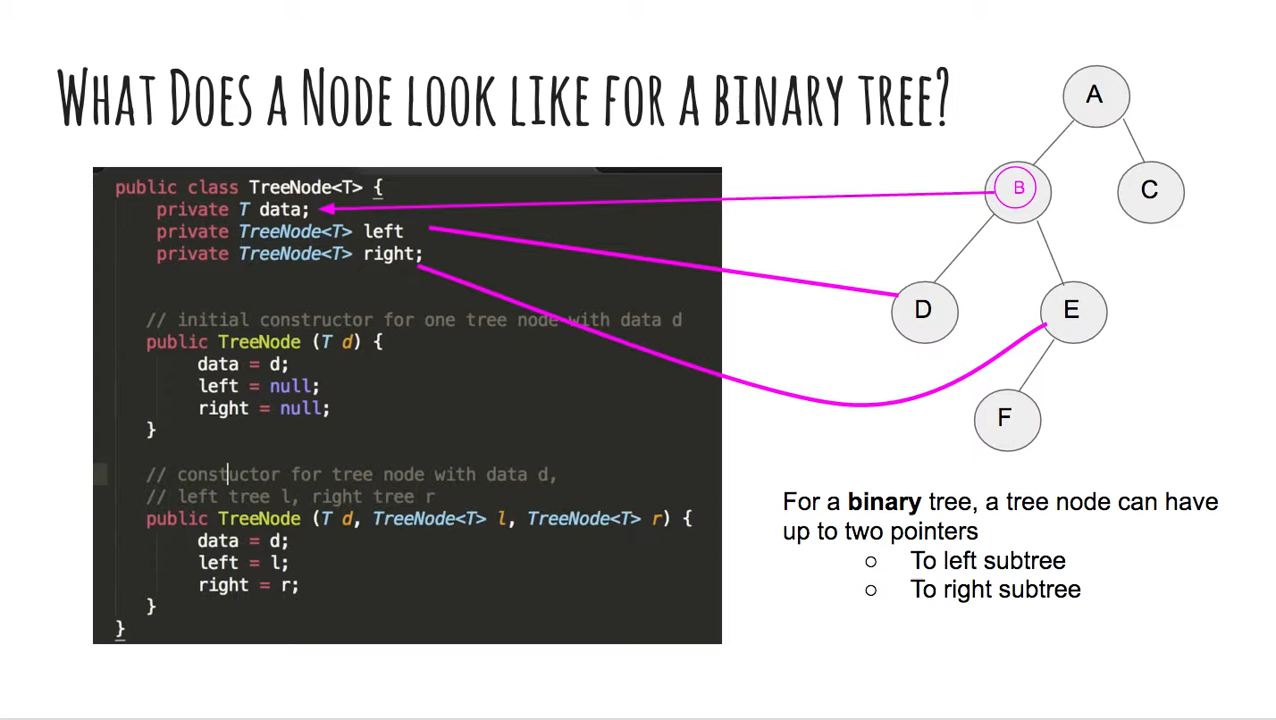 WHAT DOES A NODE LOOK LIKE FOR A BINARY TREE?
public class TreeNode<T> {
private T data;
private TreeNode<T> left
private TreeNode<T> right;
// initial constructor for one tree node with data d
public TreeNode (T d) {
data = d;
left = null;
right = null;
}
// constuctor for tree node with data d,
// left tree l, right tree r
public TreeNode (T d, TreeNode<T> l, TreeNode<T> r) {
data = d;
left = l;
right = r;
}
}
A
B
C
D
E
F
For a binary tree, a tree node can have
up to two pointers
○ To left subtree
○ To right subtree